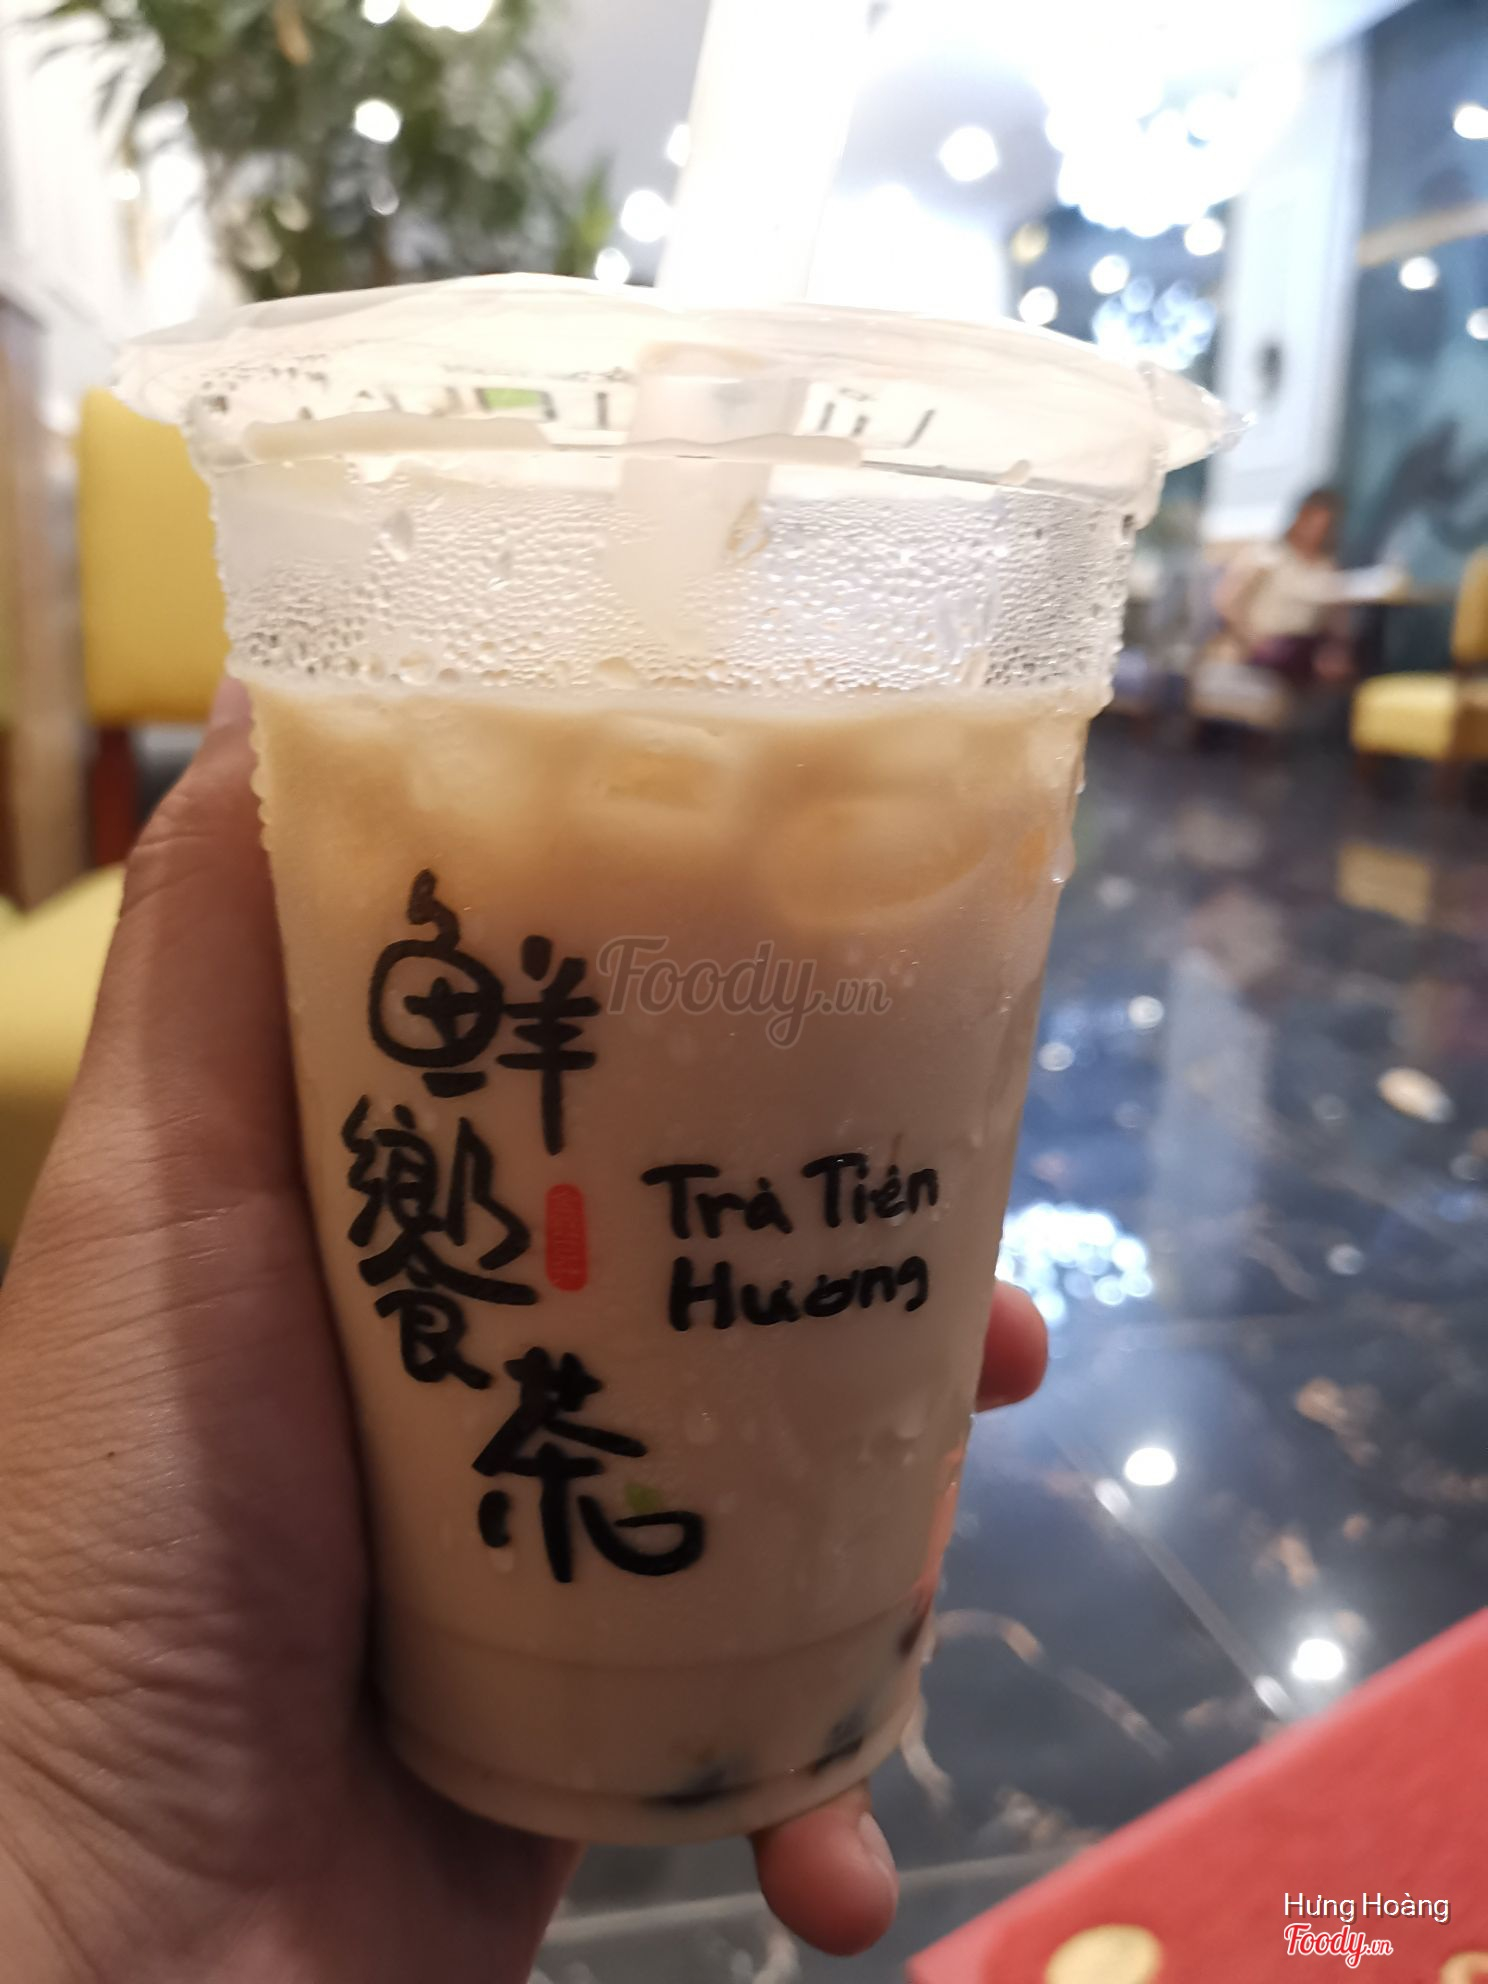 鮮
饗
茶
Trà Tiên
Hương
Foody.vn
Hưng Hoàng
Foody.vn